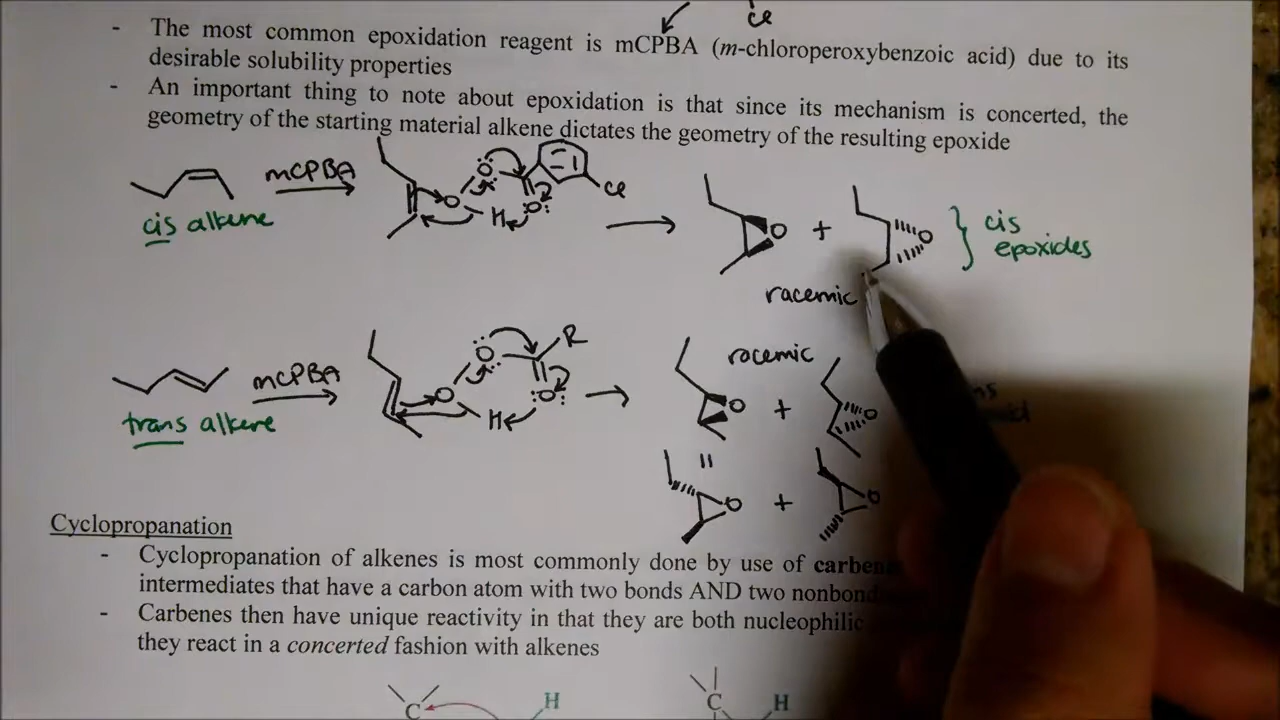 Cl
- The most common epoxidation reagent is mCPBA (m-chloroperoxybenzoic acid) due to its
desirable solubility properties
- An important thing to note about epoxidation is that since its mechanism is concerted, the
geometry of the starting material alkene dictates the geometry of the resulting epoxide
mCPBA
O O H O Cl
O + O
cis alkene
cis
epoxides
racemic
mCPBA
O O R H O
racemic
O + O
trans alkene
=
O + O
Cyclopropanation
- Cyclopropanation of alkenes is most commonly done by use of
intermediates that have a carbon atom with two bonds AND two
- Carbenes then have unique reactivity in that they are both nucleophilic
they react in a concerted fashion with alkenes
C H C H